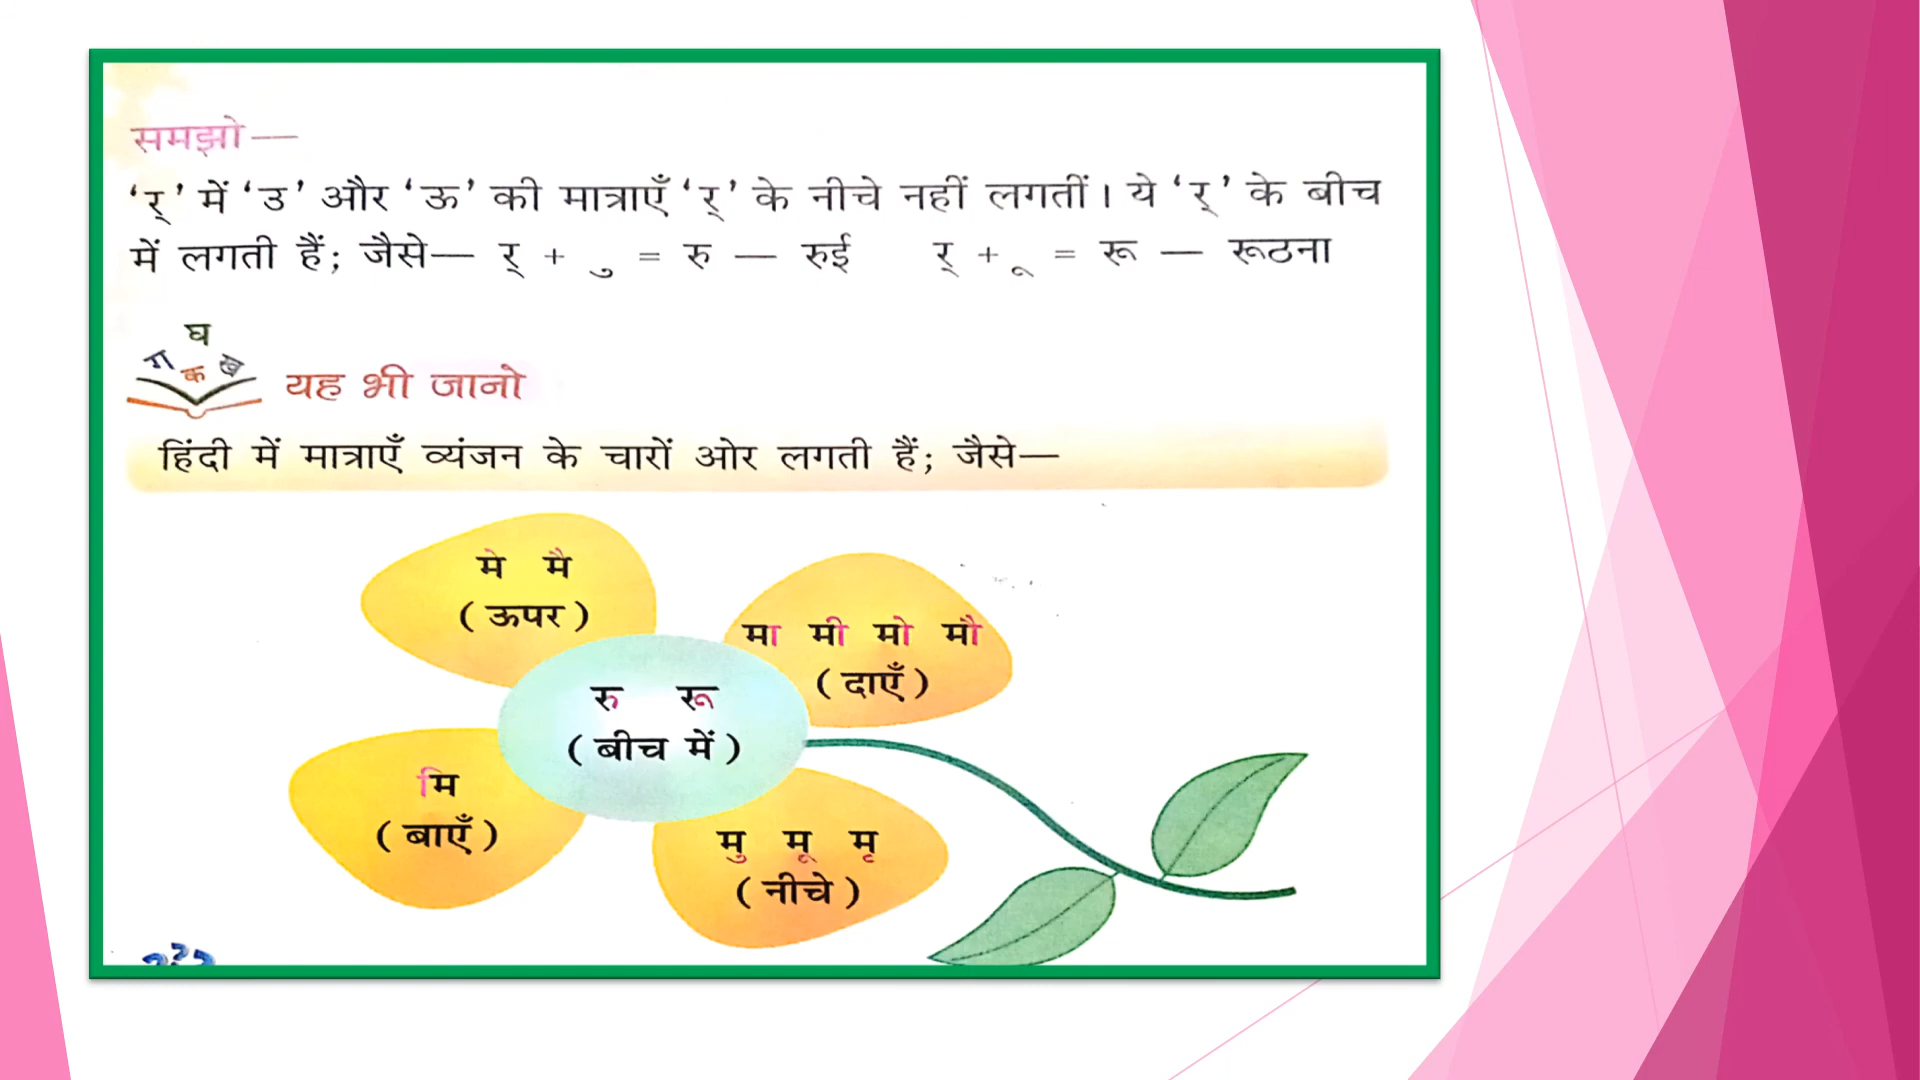 समझो—
‘र्’ में ‘उ’ और ‘ऊ’ की मात्राएँ ‘र्’ के नीचे नहीं लगतीं। ये ‘र्’ के बीच
में लगती हैं; जैसे— र् + ु = रु — रुई र् + ू = रू — रूठना
घ
ग क ख
यह भी जानो
हिंदी में मात्राएँ व्यंजन के चारों ओर लगती हैं; जैसे—
मे मै
(ऊपर)
मा मी मो मौ
(दाएँ)
रु रू
(बीच में)
मि
(बाएँ)
मु मू मृ
(नीचे)